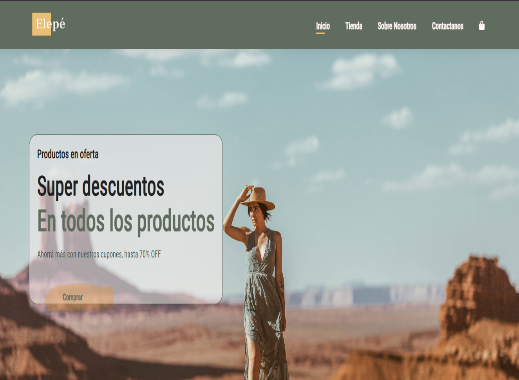 Elepé
Inicio
Tienda
Sobre Nosotros
Contactanos
Productos en oferta
Super descuentos
En todos los productos
Ahorré más con nuestros cupones, hasta 70% OFF
Comprar